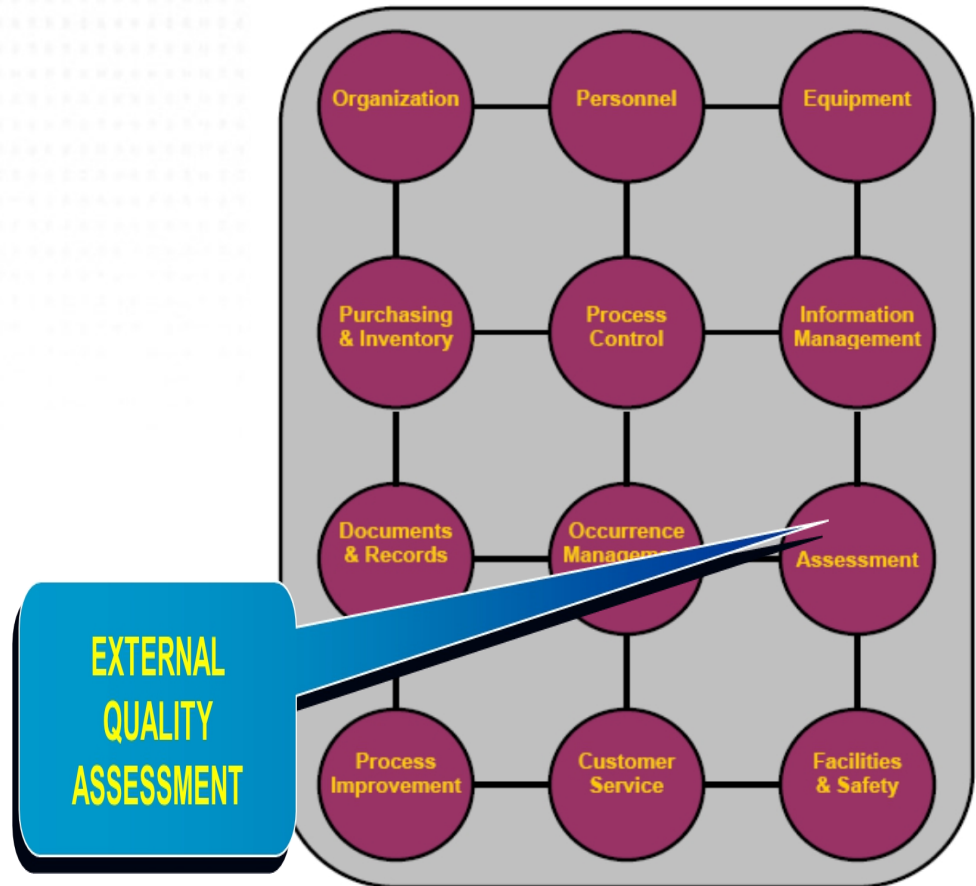 Organization
Personnel
Equipment
Purchasing
& Inventory
Process
Control
Information
Management
Documents
& Records
Occurrence
Assessment
EXTERNAL
QUALITY
ASSESSMENT
Process
Improvement
Customer
Service
Facilities
& Safety